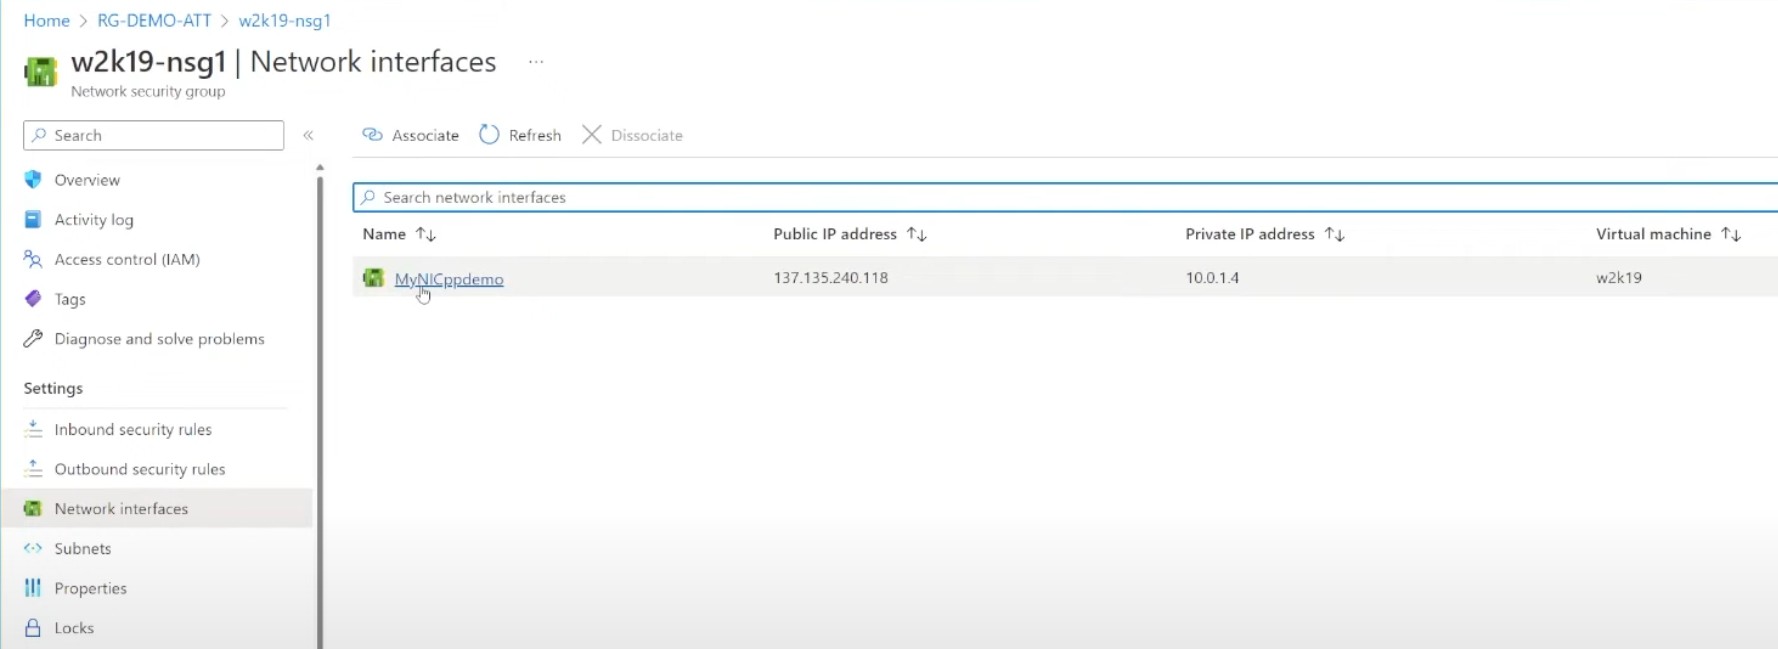 Home > RG-DEMO-ATT > w2k19-nsg1
w2k19-nsg1 | Network interfaces ...
Network security group
Search «
Associate Refresh Dissociate
Overview
Activity log
Access control (IAM)
Tags
Diagnose and solve problems
Settings
Inbound security rules
Outbound security rules
Network interfaces
Subnets
Properties
Locks
Search network interfaces
Name ↑↓ Public IP address ↑↓ Private IP address ↑↓ Virtual machine ↑↓
MyNICppdemo 137.135.240.118 10.0.1.4 w2k19